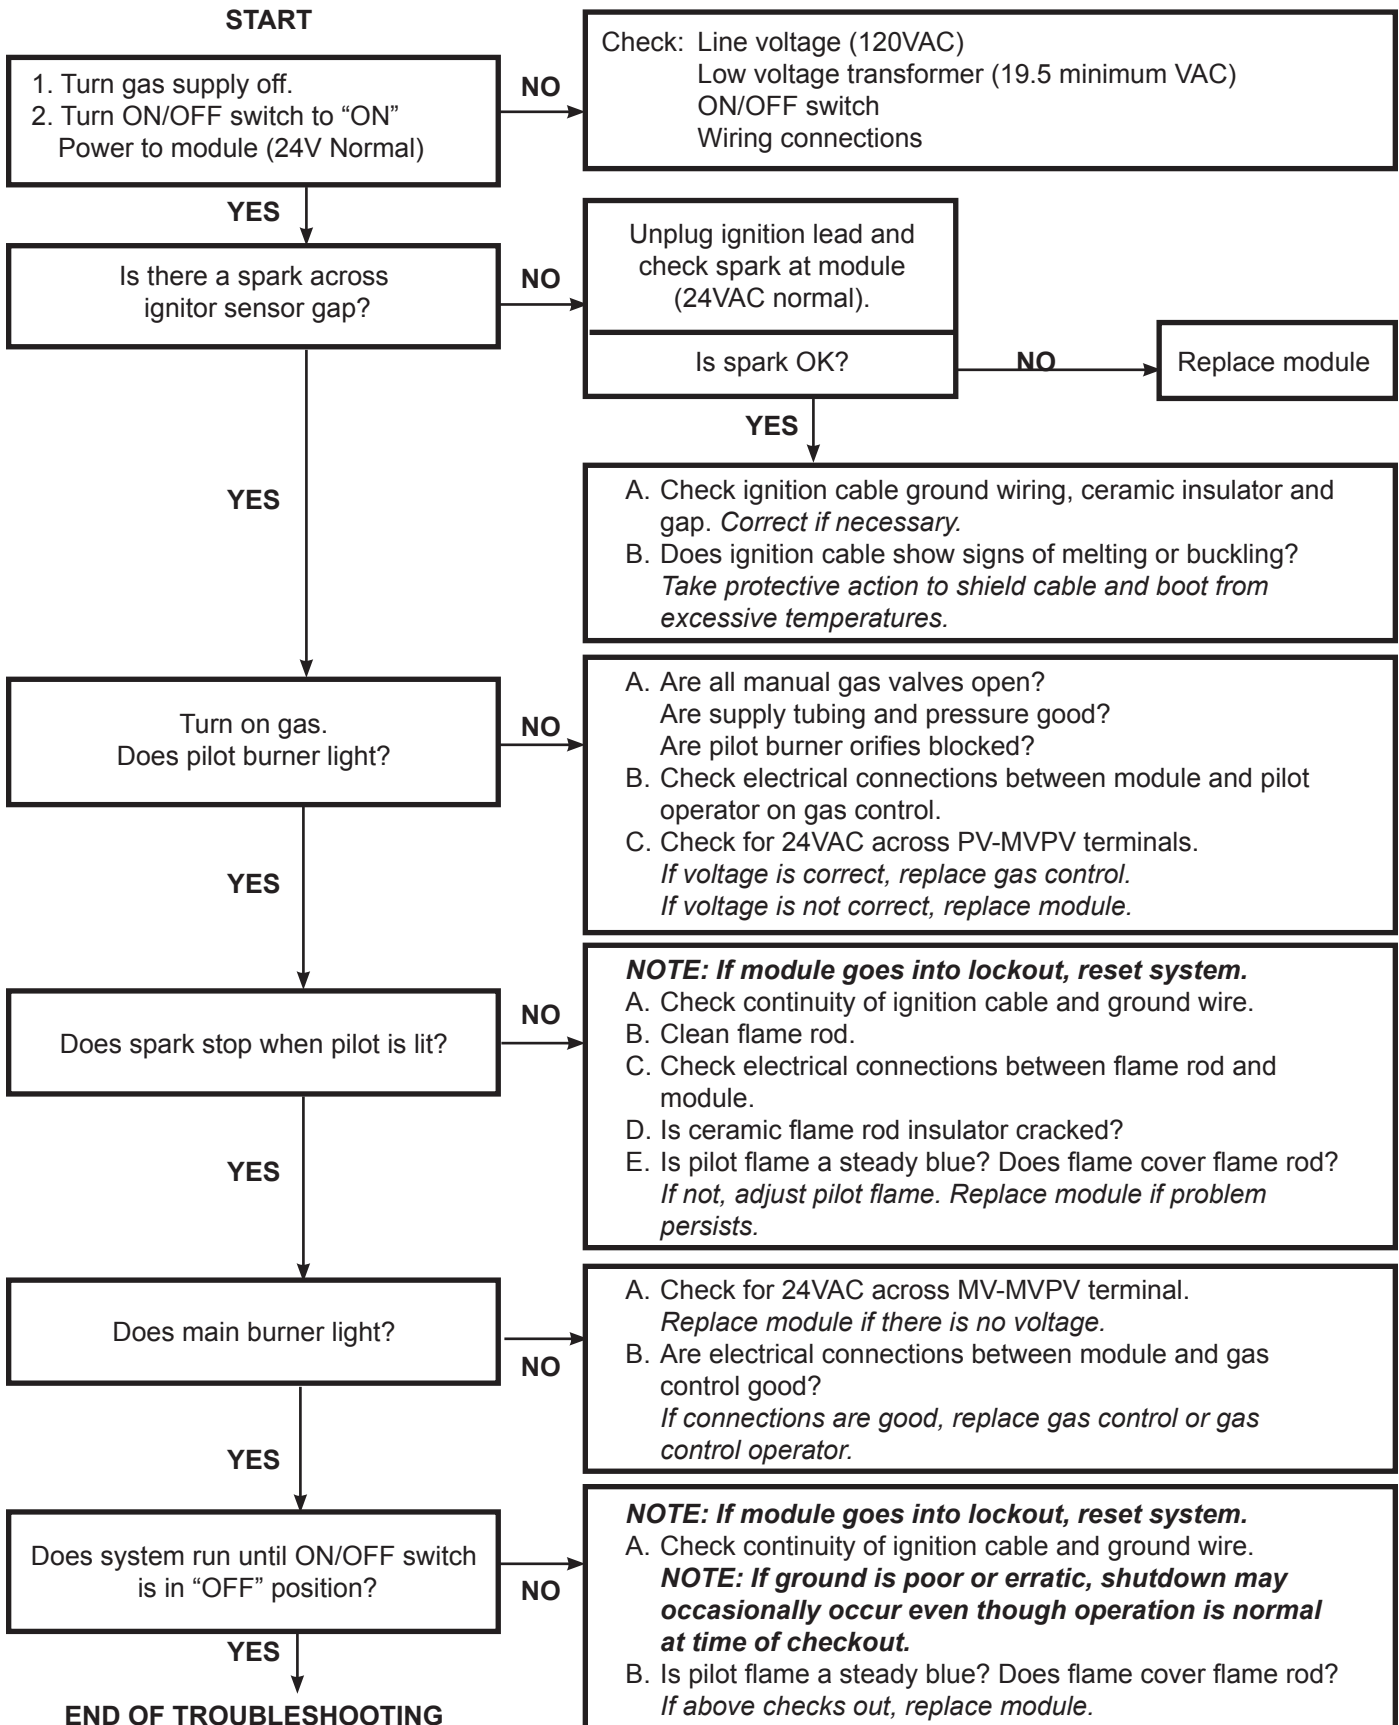 START
1. Turn gas supply off.
2. Turn ON/OFF switch to “ON”
Power to module (24V Normal)
NO
Check: Line voltage (120VAC)
Low voltage transformer (19.5 minimum VAC)
ON/OFF switch
Wiring connections
YES
Is there a spark across
ignitor sensor gap?
NO
Unplug ignition lead and
check spark at module
(24VAC normal).
Is spark OK?
NO
Replace module
YES
A. Check ignition cable ground wiring, ceramic insulator and
gap. Correct if necessary.
B. Does ignition cable show signs of melting or buckling?
Take protective action to shield cable and boot from
excessive temperatures.
YES
Turn on gas.
Does pilot burner light?
NO
A. Are all manual gas valves open?
Are supply tubing and pressure good?
Are pilot burner orifies blocked?
B. Check electrical connections between module and pilot
operator on gas control.
C. Check for 24VAC across PV-MVPV terminals.
If voltage is correct, replace gas control.
If voltage is not correct, replace module.
YES
Does spark stop when pilot is lit?
NO
NOTE: If module goes into lockout, reset system.
A. Check continuity of ignition cable and ground wire.
B. Clean flame rod.
C. Check electrical connections between flame rod and
module.
D. Is ceramic flame rod insulator cracked?
E. Is pilot flame a steady blue? Does flame cover flame rod?
If not, adjust pilot flame. Replace module if problem
persists.
YES
Does main burner light?
NO
A. Check for 24VAC across MV-MVPV terminal.
Replace module if there is no voltage.
B. Are electrical connections between module and gas
control good?
If connections are good, replace gas control or gas
control operator.
YES
Does system run until ON/OFF switch
is in “OFF” position?
NO
NOTE: If module goes into lockout, reset system.
A. Check continuity of ignition cable and ground wire.
NOTE: If ground is poor or erratic, shutdown may
occasionally occur even though operation is normal
at time of checkout.
B. Is pilot flame a steady blue? Does flame cover flame rod?
If above checks out, replace module.
YES
END OF TROUBLESHOOTING